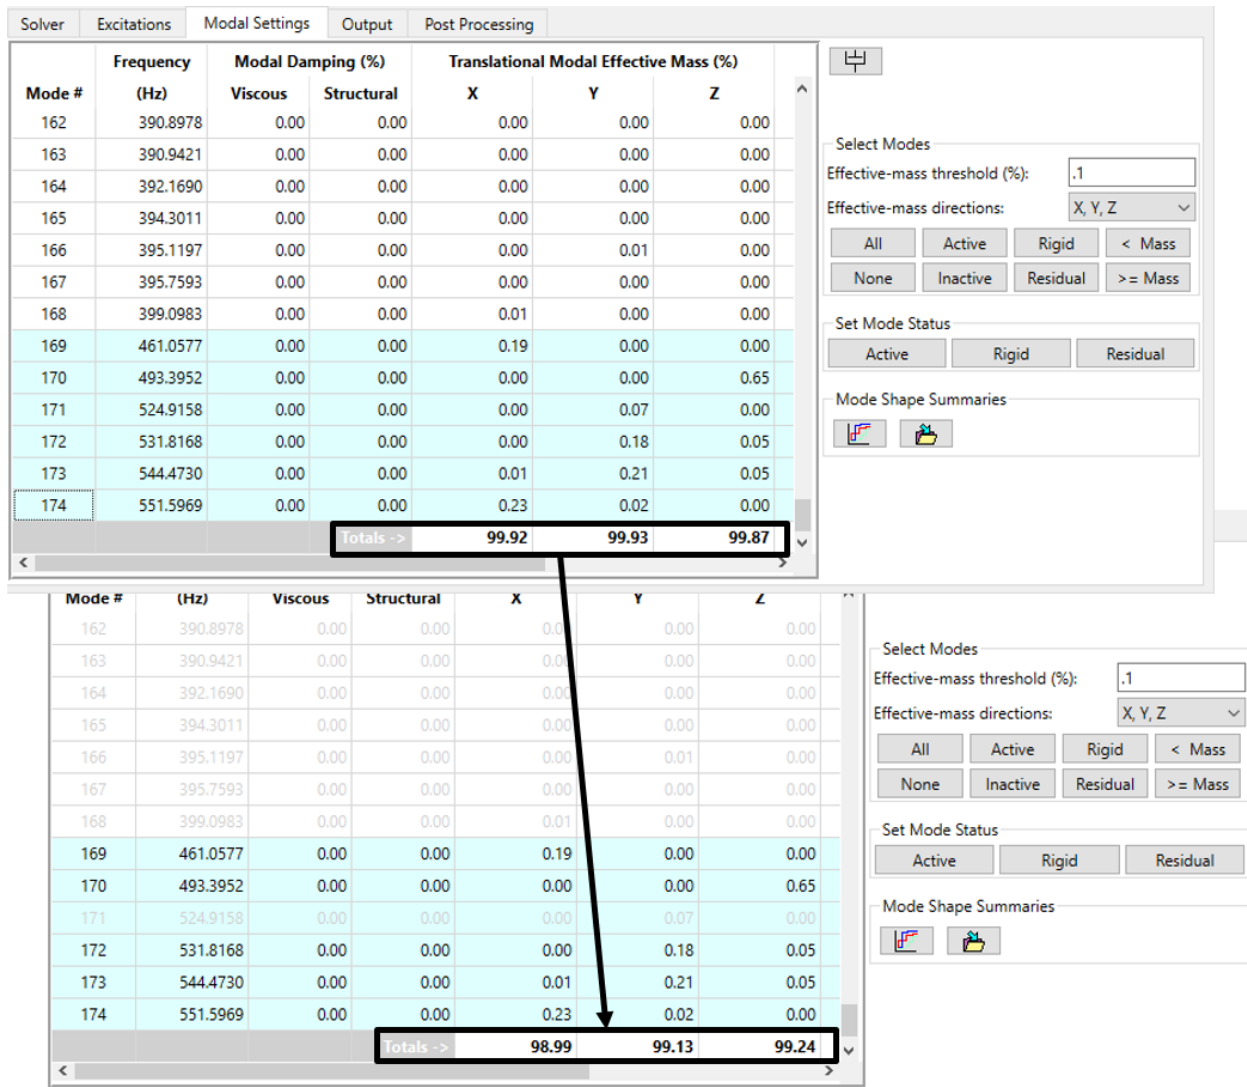 Solver Excitations Modal Settings Output Post Processing
Frequency Modal Damping (%) Translational Modal Effective Mass (%)
Mode # (Hz) Viscous Structural X Y Z
162 390.8978 0.00 0.00 0.00 0.00 0.00
163 390.9421 0.00 0.00 0.00 0.00 0.00
164 392.1690 0.00 0.00 0.00 0.00 0.00
165 394.3011 0.00 0.00 0.00 0.00 0.00
166 395.1197 0.00 0.00 0.00 0.01 0.00
167 395.7593 0.00 0.00 0.00 0.00 0.00
168 399.0983 0.00 0.00 0.01 0.00 0.00
169 461.0577 0.00 0.00 0.19 0.00 0.00
170 493.3952 0.00 0.00 0.00 0.00 0.65
171 524.9158 0.00 0.00 0.00 0.07 0.00
172 531.8168 0.00 0.00 0.00 0.18 0.05
173 544.4730 0.00 0.00 0.01 0.21 0.05
174 551.5969 0.00 0.00 0.23 0.02 0.00
Totals -> 99.92 99.93 99.87
Select Modes
Effective-mass threshold (%): .1
Effective-mass directions: X, Y, Z
All Active Rigid < Mass
None Inactive Residual >= Mass
Set Mode Status
Active Rigid Residual
Mode Shape Summaries
Mode # (Hz) Viscous Structural X Y Z
162 390.8978 0.00 0.00 0.00 0.00 0.00
163 390.9421 0.00 0.00 0.00 0.00 0.00
164 392.1690 0.00 0.00 0.00 0.00 0.00
165 394.3011 0.00 0.00 0.00 0.00 0.00
166 395.1197 0.00 0.00 0.00 0.01 0.00
167 395.7593 0.00 0.00 0.00 0.00 0.00
168 399.0983 0.00 0.00 0.01 0.00 0.00
169 461.0577 0.00 0.00 0.19 0.00 0.00
170 493.3952 0.00 0.00 0.00 0.00 0.65
171 524.9158 0.00 0.00 0.00 0.07 0.00
172 531.8168 0.00 0.00 0.00 0.18 0.05
173 544.4730 0.00 0.00 0.01 0.21 0.05
174 551.5969 0.00 0.00 0.23 0.02 0.00
Totals -> 98.99 99.13 99.24
Select Modes
Effective-mass threshold (%): .1
Effective-mass directions: X, Y, Z
All Active Rigid < Mass
None Inactive Residual >= Mass
Set Mode Status
Active Rigid Residual
Mode Shape Summaries